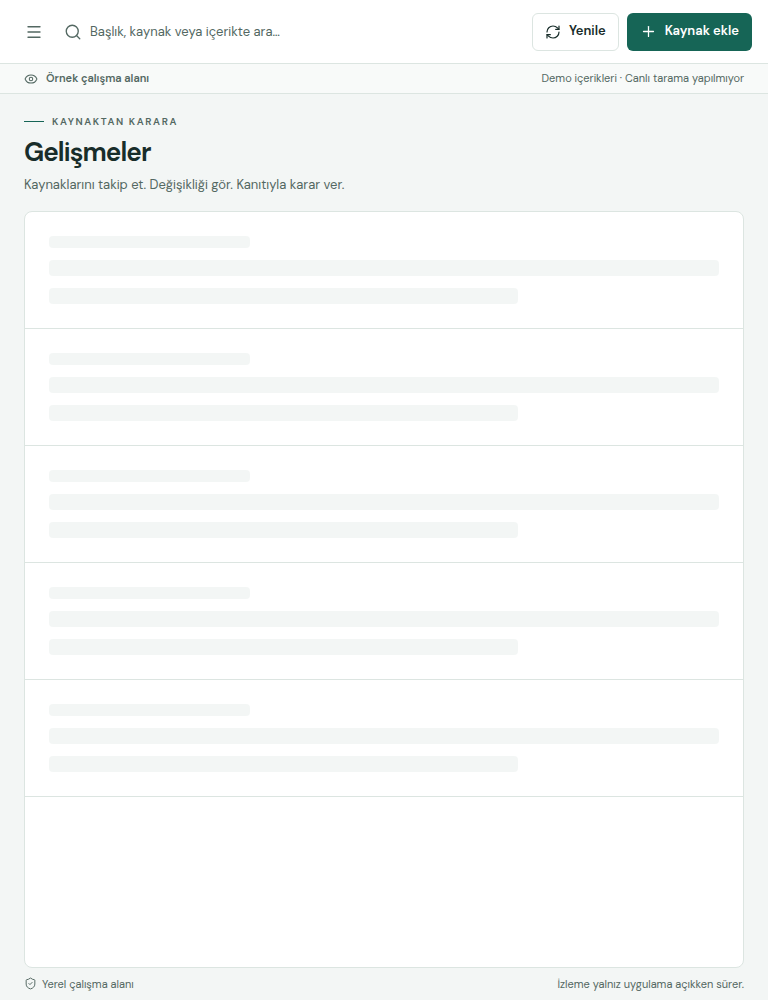 Başlık, kaynak veya içerikte ara...
Yenile
Kaynak ekle
Örnek çalışma alanı
Demo içerikleri · Canlı tarama yapılmıyor
KAYNAKTAN KARARA
Gelişmeler
Kaynaklarını takip et. Değişikliği gör. Kanıtıyla karar ver.
Yerel çalışma alanı
İzleme yalnız uygulama açıkken sürer.